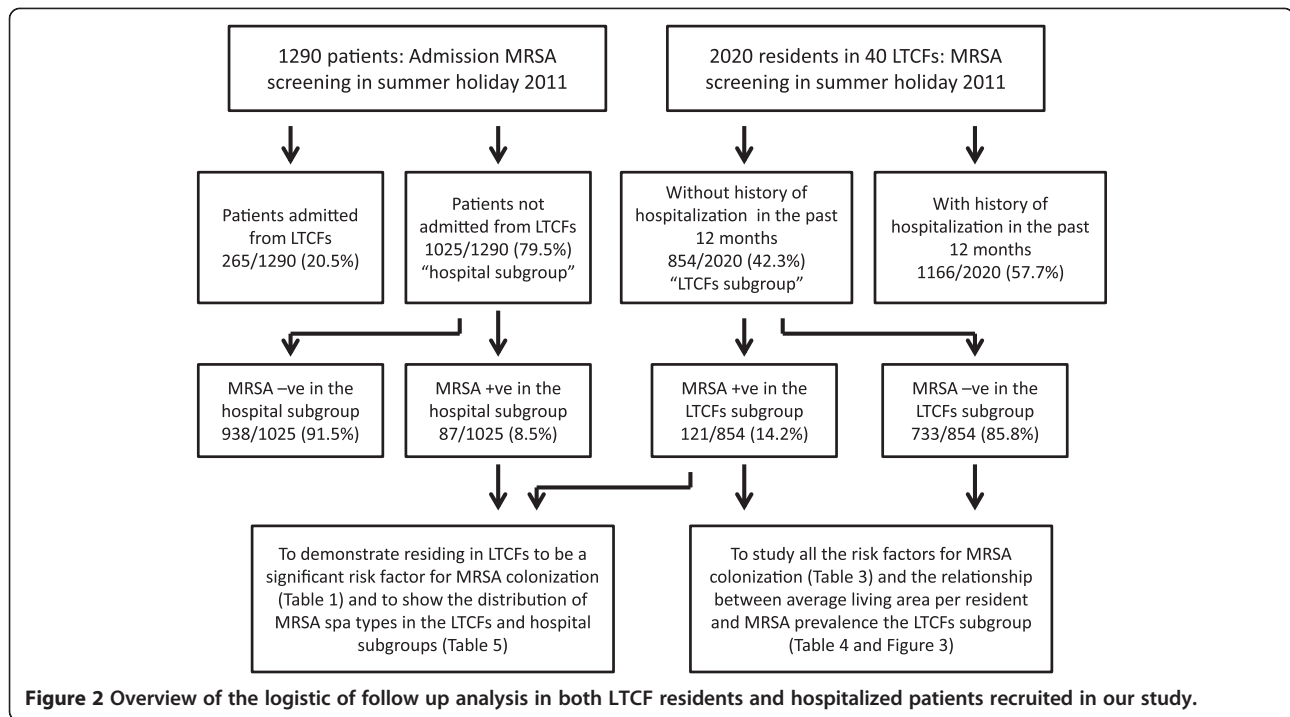 1290 patients: Admission MRSA
screening in summer holiday 2011
2020 residents in 40 LTCFs: MRSA
screening in summer holiday 2011
Patients admitted
from LTCFs
265/1290 (20.5%)
Patients not
admitted from LTCFs
1025/1290 (79.5%)
“hospital subgroup”
Without history of
hospitalization in the past
12 months
854/2020 (42.3%)
“LTCFs subgroup”
With history of
hospitalization in the past
12 months
1166/2020 (57.7%)
MRSA –ve in the
hospital subgroup
938/1025 (91.5%)
MRSA +ve in the
hospital subgroup
87/1025 (8.5%)
MRSA +ve in the
LTCFs subgroup
121/854 (14.2%)
MRSA –ve in the
LTCFs subgroup
733/854 (85.8%)
To demonstrate residing in LTCFs to be a
significant risk factor for MRSA colonization
(Table 1) and to show the distribution of
MRSA spa types in the LTCFs and hospital
subgroups (Table 5)
To study all the risk factors for MRSA
colonization (Table 3) and the relationship
between average living area per resident
and MRSA prevalence the LTCFs subgroup
(Table 4 and Figure 3)
Figure 2 Overview of the logistic of follow up analysis in both LTCF residents and hospitalized patients recruited in our study.